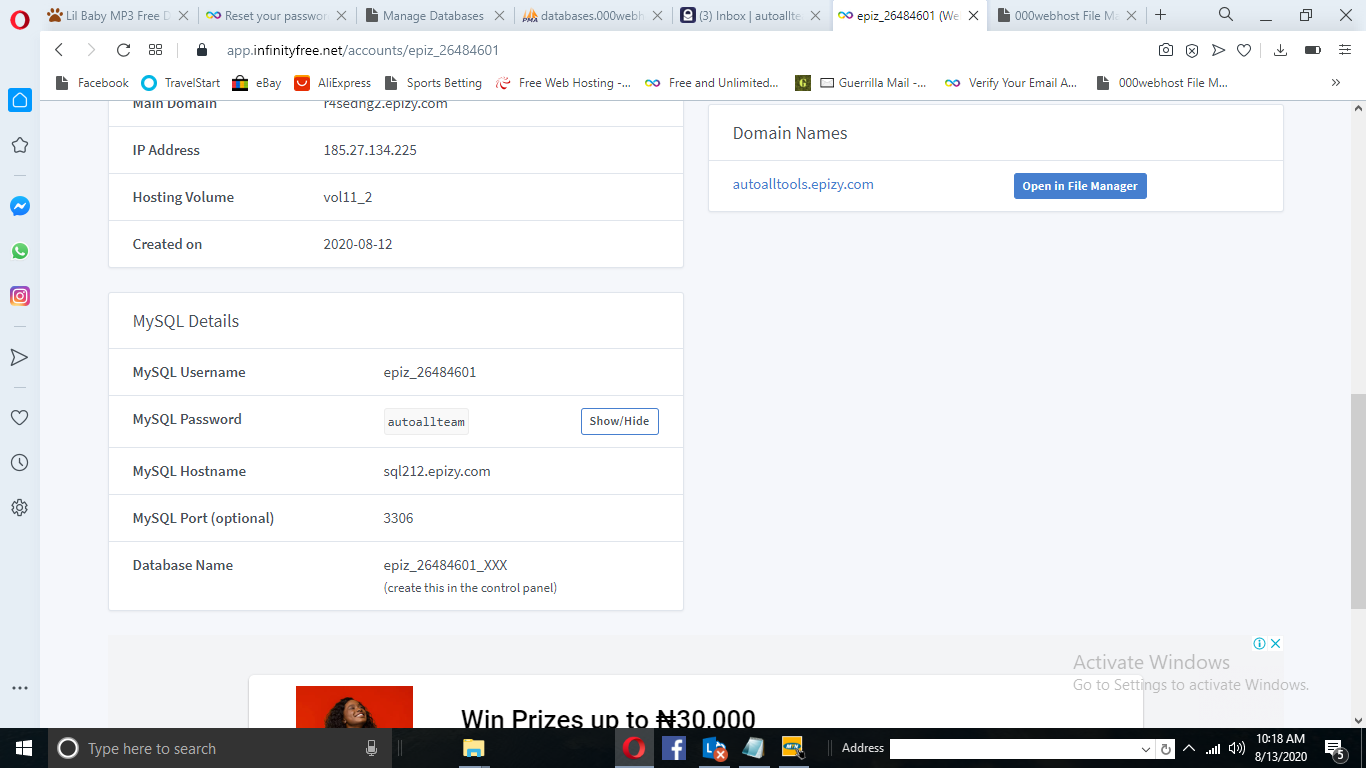 Lil Baby MP3 Free D
Reset your passwor
Manage Databases
databases.000webh
(3) Inbox | autoallte
epiz_26484601 (We
000webhost File Ma
app.infinityfree.net/accounts/epiz_26484601
Facebook
TravelStart
eBay
AliExpress
Sports Betting
Free Web Hosting -...
Free and Unlimited...
Guerrilla Mail -...
Verify Your Email A...
000webhost File M...
»
Main Domain
r4sedng2.epizy.com
IP Address
185.27.134.225
Hosting Volume
vol11_2
Created on
2020-08-12
Domain Names
autoalltools.epizy.com
Open in File Manager
MySQL Details
MySQL Username
epiz_26484601
MySQL Password
autoallteam
Show/Hide
MySQL Hostname
sql212.epizy.com
MySQL Port (optional)
3306
Database Name
epiz_26484601_XXX
(create this in the control panel)
Activate Windows
Go to Settings to activate Windows.
Win Prizes up to ₦30,000
Type here to search
Address
10:18 AM
8/13/2020
5